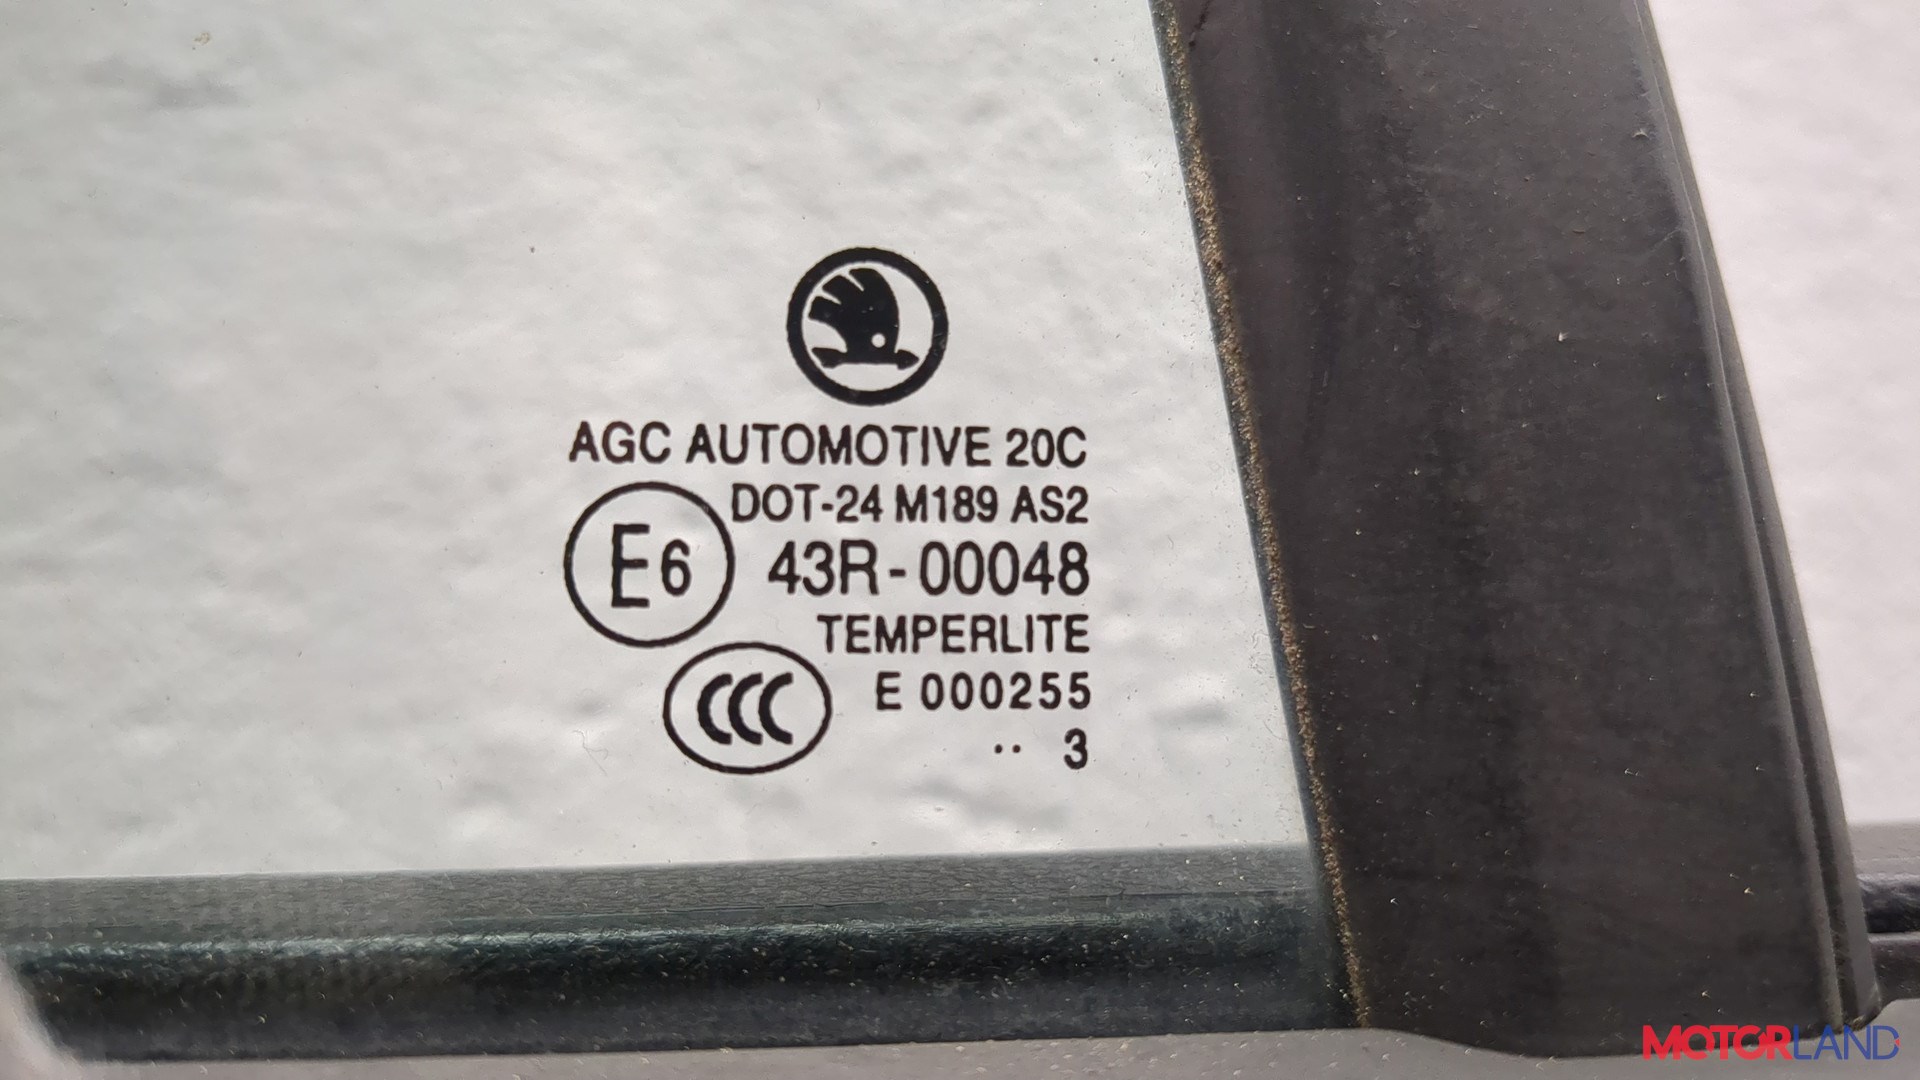 AGC AUTOMOTIVE 20C
DOT-24 M189 AS2
E6 43R-00048
TEMPERLITE
CCC E 000255
.. 3
MOTORLAND